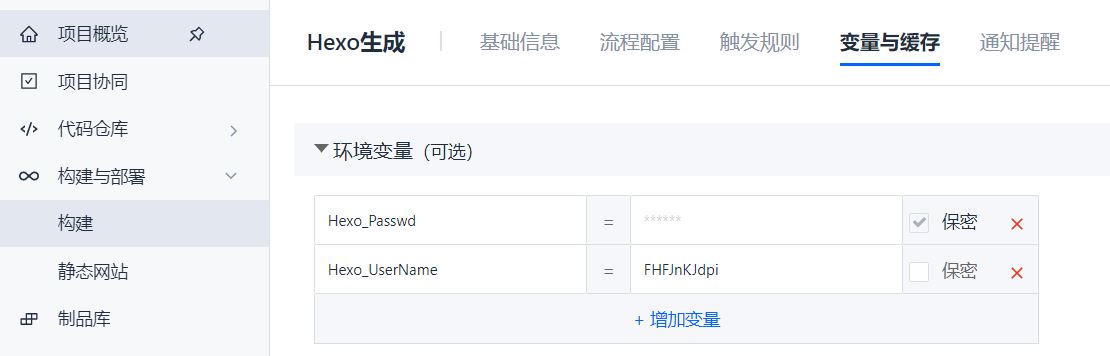 项目概览
项目协同
代码仓库
构建与部署
构建
静态网站
制品库
Hexo生成 基础信息 流程配置 触发规则 变量与缓存 通知提醒
环境变量（可选）
Hexo_Passwd = ****** 保密
Hexo_UserName = FHFJnKJdpi 保密
+ 增加变量